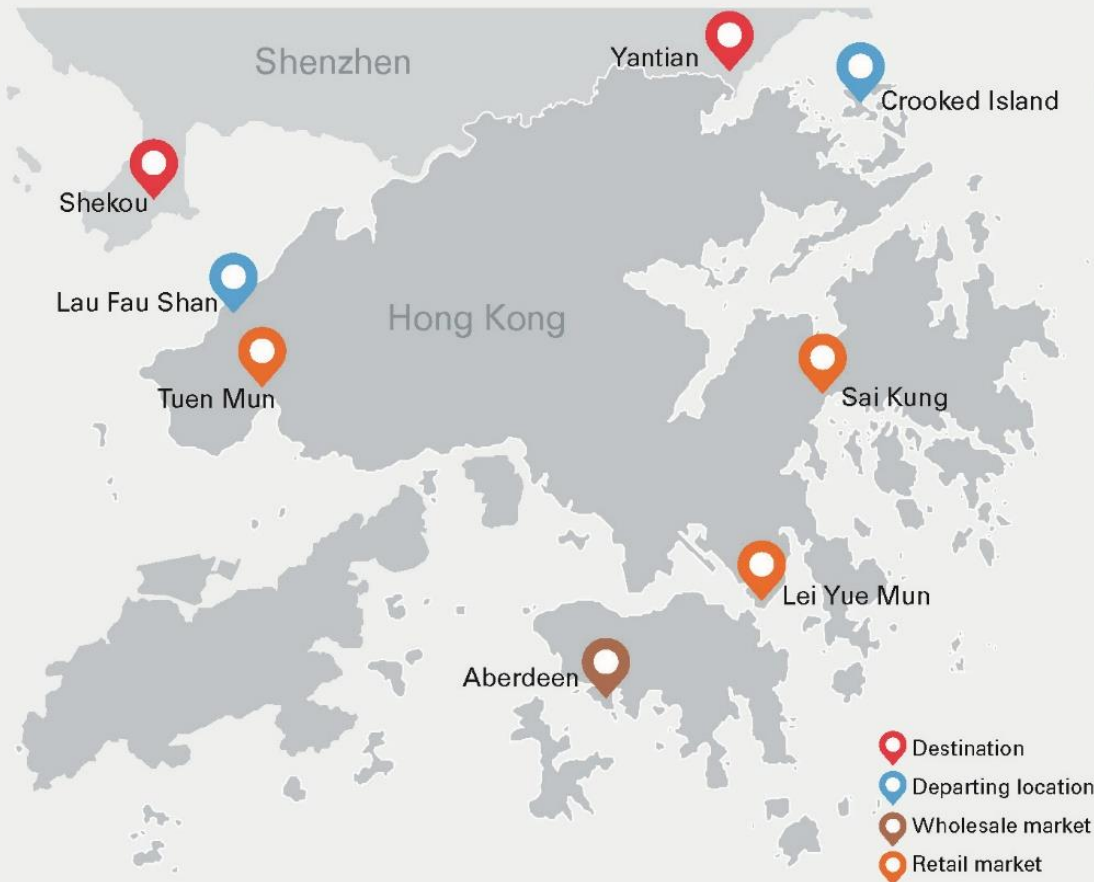 Shenzhen
Yantian
Crooked Island
Shekou
Lau Fau Shan
Hong Kong
Tuen Mun
Sai Kung
Lei Yue Mun
Aberdeen
Destination
Departing location
Wholesale market
Retail market